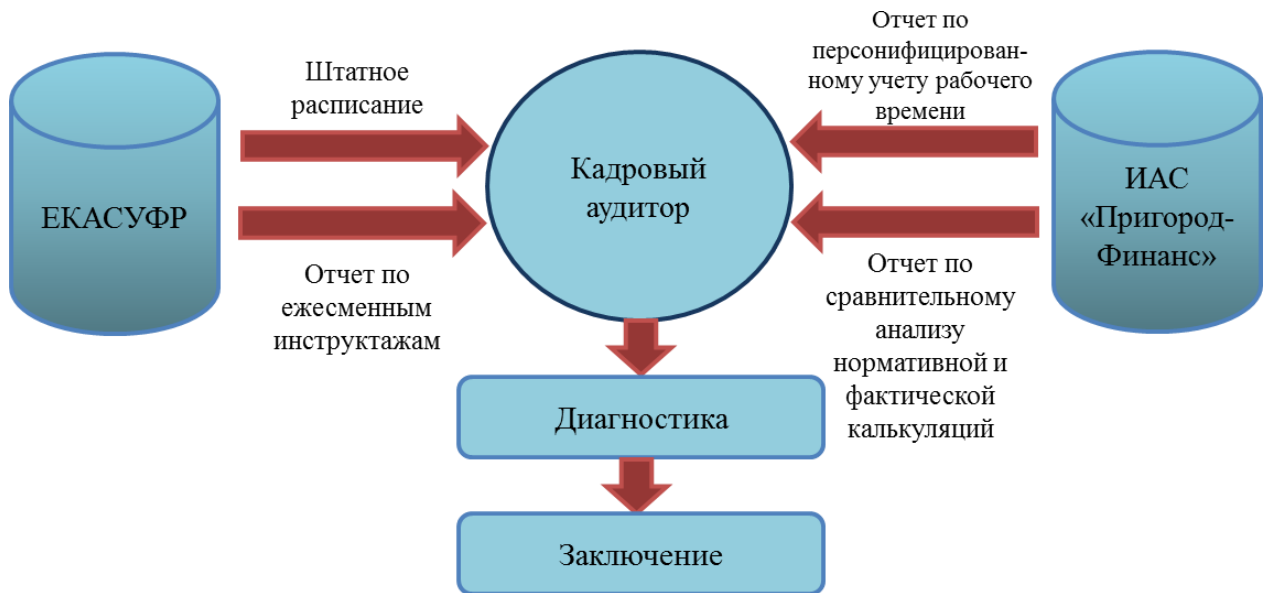 Штатное
расписание
ЕКАСУФР
Отчет по
ежесменным
инструктажам
Кадровый
аудитор
Отчет по
персонифицирован-
ному учету рабочего
времени
ИАС
«Пригород-
Финанс»
Отчет по
сравнительному
анализу
нормативной и
фактической
калькуляций
Диагностика
Заключение